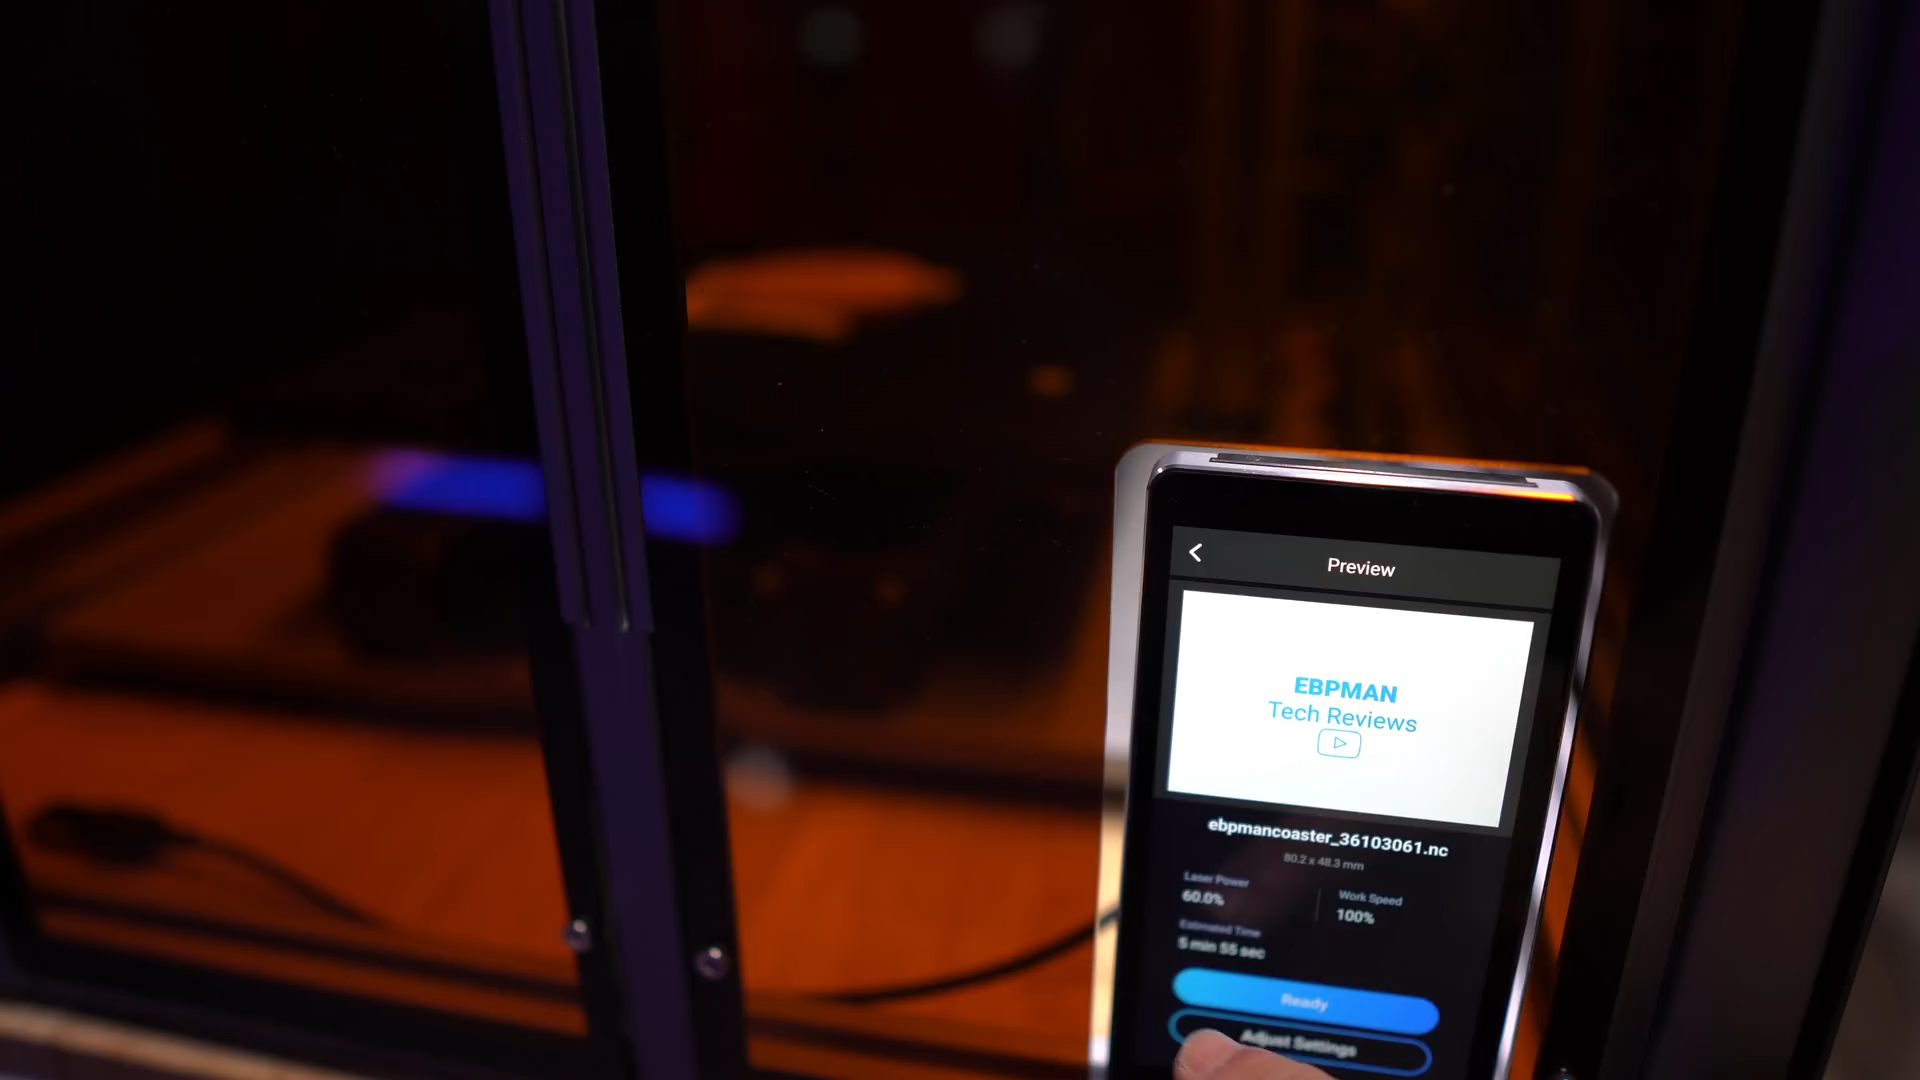 Preview
EBPMAN
Tech Reviews
ebpmancoaster_36103061.nc
80.2 x 48.3 mm
Laser Power
60.0%
Work Speed
100%
Estimated Time
5 min 55 sec
Ready
Adjust Settings